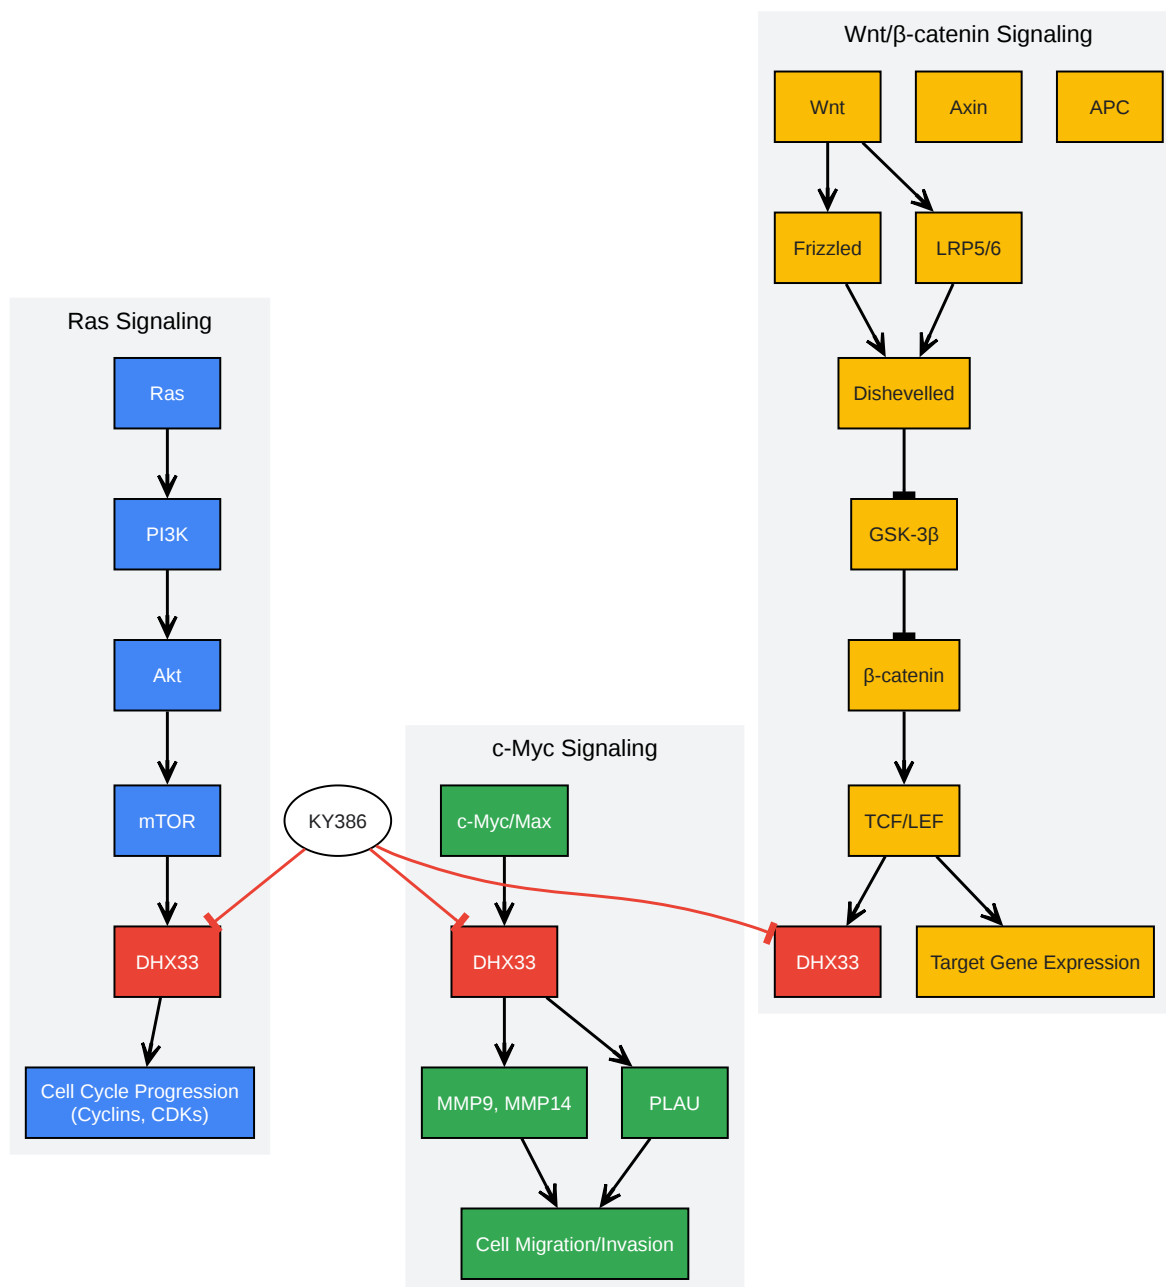 Wnt/β-catenin Signaling
Wnt
Axin
APC
Frizzled
LRP5/6
Dishevelled
GSK-3β
β-catenin
TCF/LEF
DHX33
Target Gene Expression
Ras Signaling
Ras
PI3K
Akt
mTOR
DHX33
Cell Cycle Progression
(Cyclins, CDKs)
KY386
c-Myc Signaling
c-Myc/Max
DHX33
MMP9, MMP14
PLAU
Cell Migration/Invasion